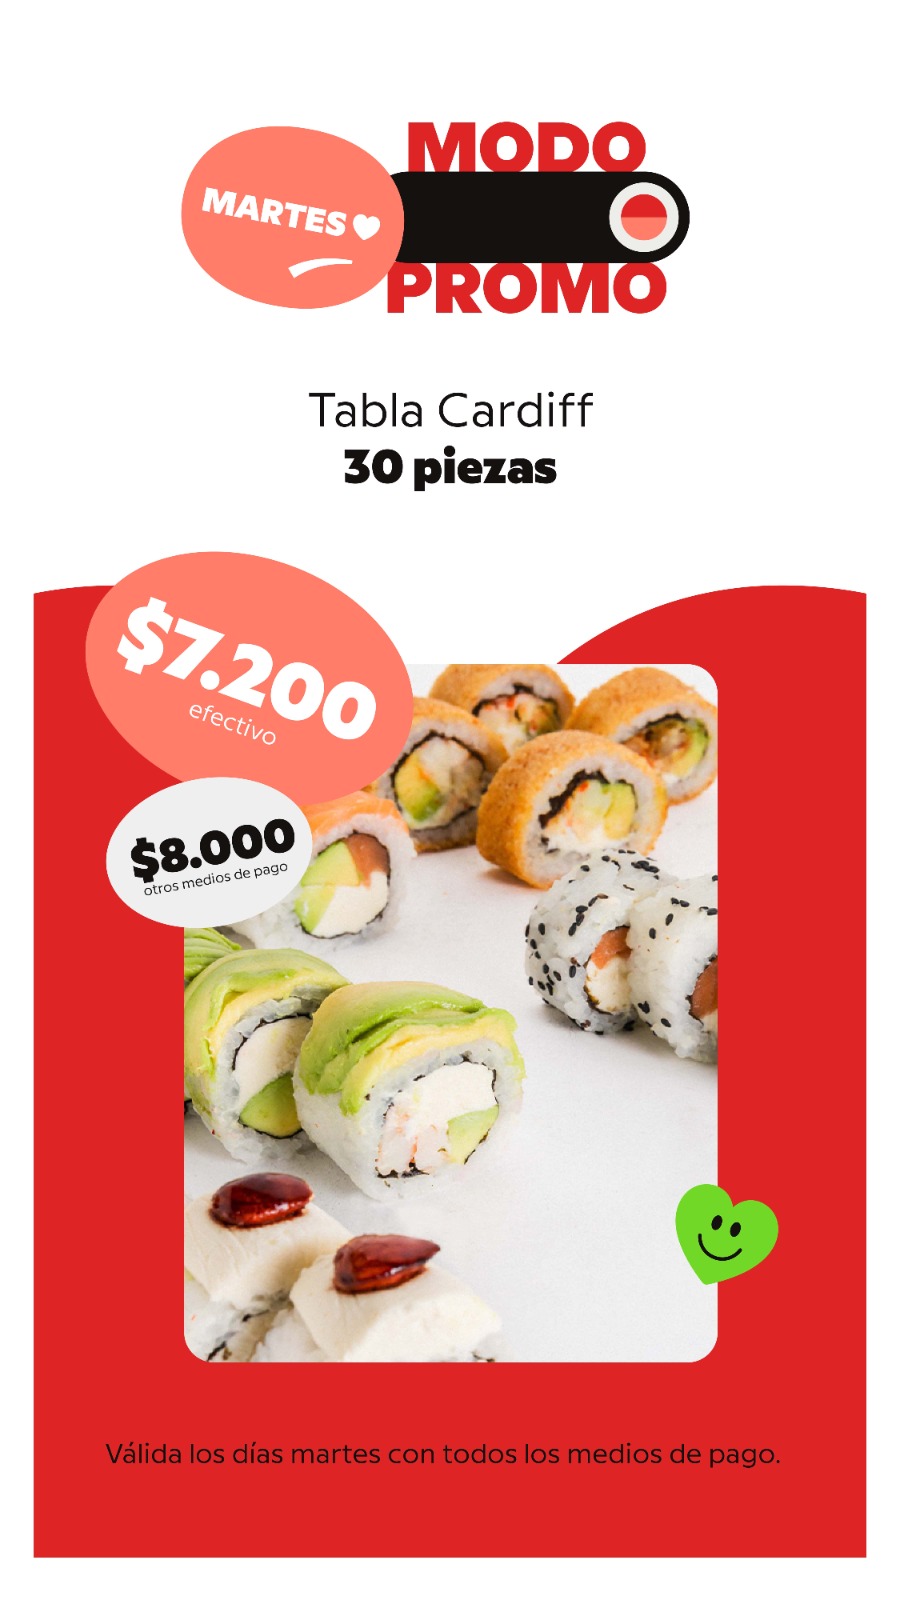 MODO
MARTES
PROMO
Tabla Cardiff
30 piezas
$7.200
efectivo
$8.000
otros medios de pago
Válida los días martes con todos los medios de pago.